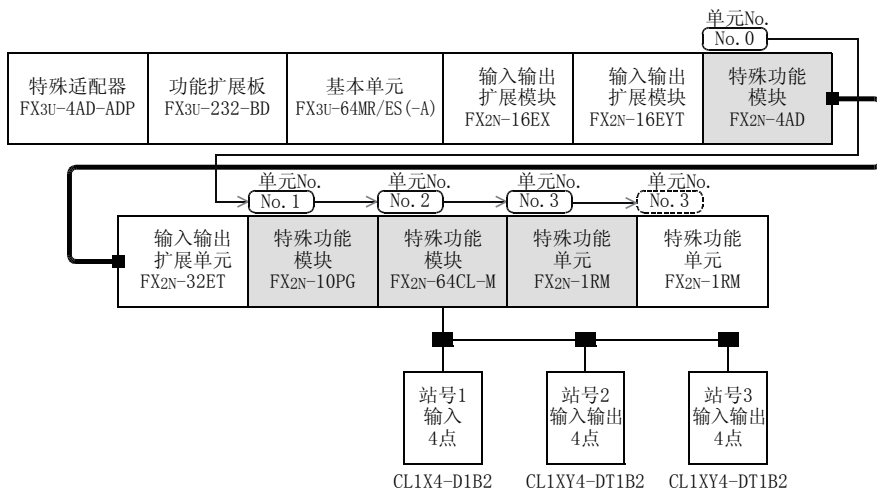 单元No.
No.0
特殊适配器
FX3U-4AD-ADP
功能扩展板
FX3U-232-BD
基本单元
FX3U-64MR/ES(-A)
输入输出
扩展模块
FX2N-16EX
输入输出
扩展模块
FX2N-16EYT
特殊功能
模块
FX2N-4AD
单元No.
No.1
单元No.
No.2
单元No.
No.3
单元No.
No.3
输入输出
扩展单元
FX2N-32ET
特殊功能
模块
FX2N-10PG
特殊功能
模块
FX2N-64CL-M
特殊功能
单元
FX2N-1RM
特殊功能
单元
FX2N-1RM
站号1
输入
4点
站号2
输入输出
4点
站号3
输入输出
4点
CL1X4-D1B2
CL1XY4-DT1B2
CL1XY4-DT1B2